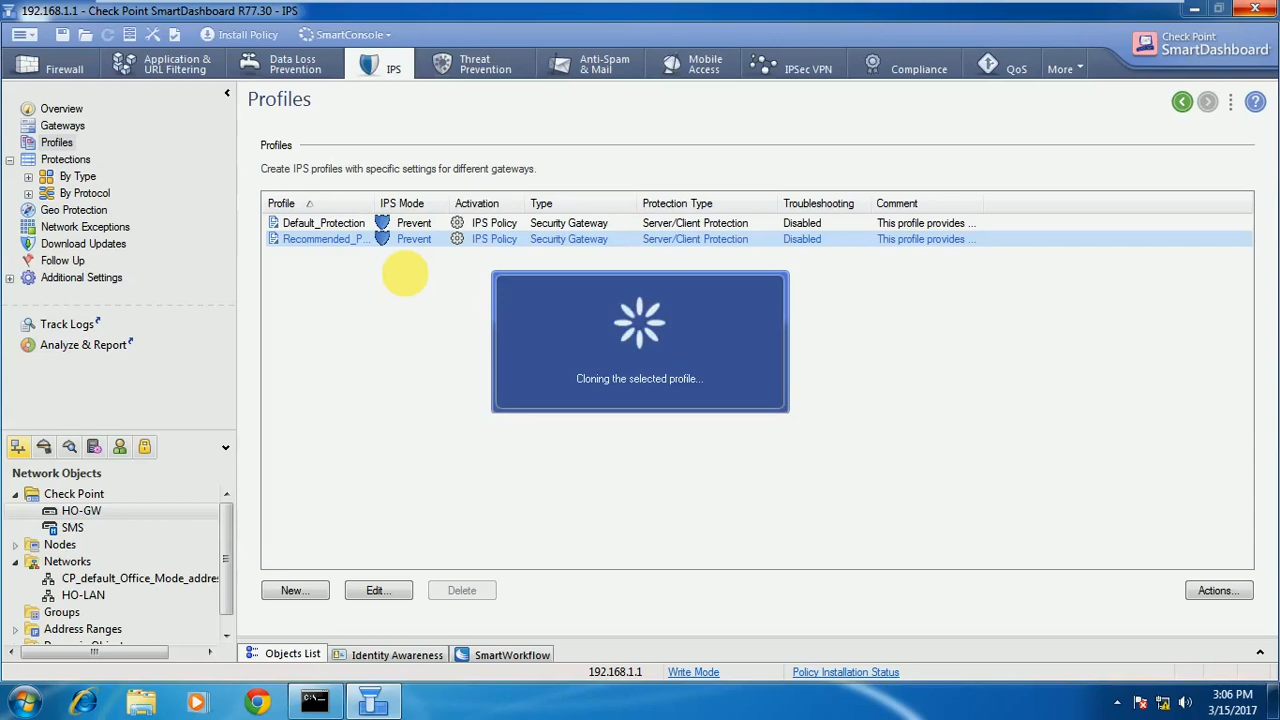 192.168.1.1 - Check Point SmartDashboard R77.30 - IPS
Install Policy
SmartConsole
Check Point
SmartDashboard
Firewall
Application &
URL Filtering
Data Loss
Prevention
IPS
Threat
Prevention
Anti-Spam
& Mail
Mobile
Access
IPSec VPN
Compliance
QoS
More
Overview
Gateways
Profiles
Protections
By Type
By Protocol
Geo Protection
Network Exceptions
Download Updates
Follow Up
Additional Settings
Track Logs
Analyze & Report
Profiles
Profiles
Create IPS profiles with specific settings for different gateways.
Profile IPS Mode Activation Type Protection Type Troubleshooting Comment
Default_Protection Prevent IPS Policy Security Gateway Server/Client Protection Disabled This profile provides ...
Recommended_P... Prevent IPS Policy Security Gateway Server/Client Protection Disabled This profile provides ...
Cloning the selected profile...
New... Edit... Delete Actions...
Network Objects
Check Point
HO-GW
SMS
Nodes
Networks
CP_default_Office_Mode_addre
HO-LAN
Groups
Address Ranges
Objects List Identity Awareness SmartWorkflow
192.168.1.1 Write Mode Policy Installation Status
C:\
3:06 PM
3/15/2017